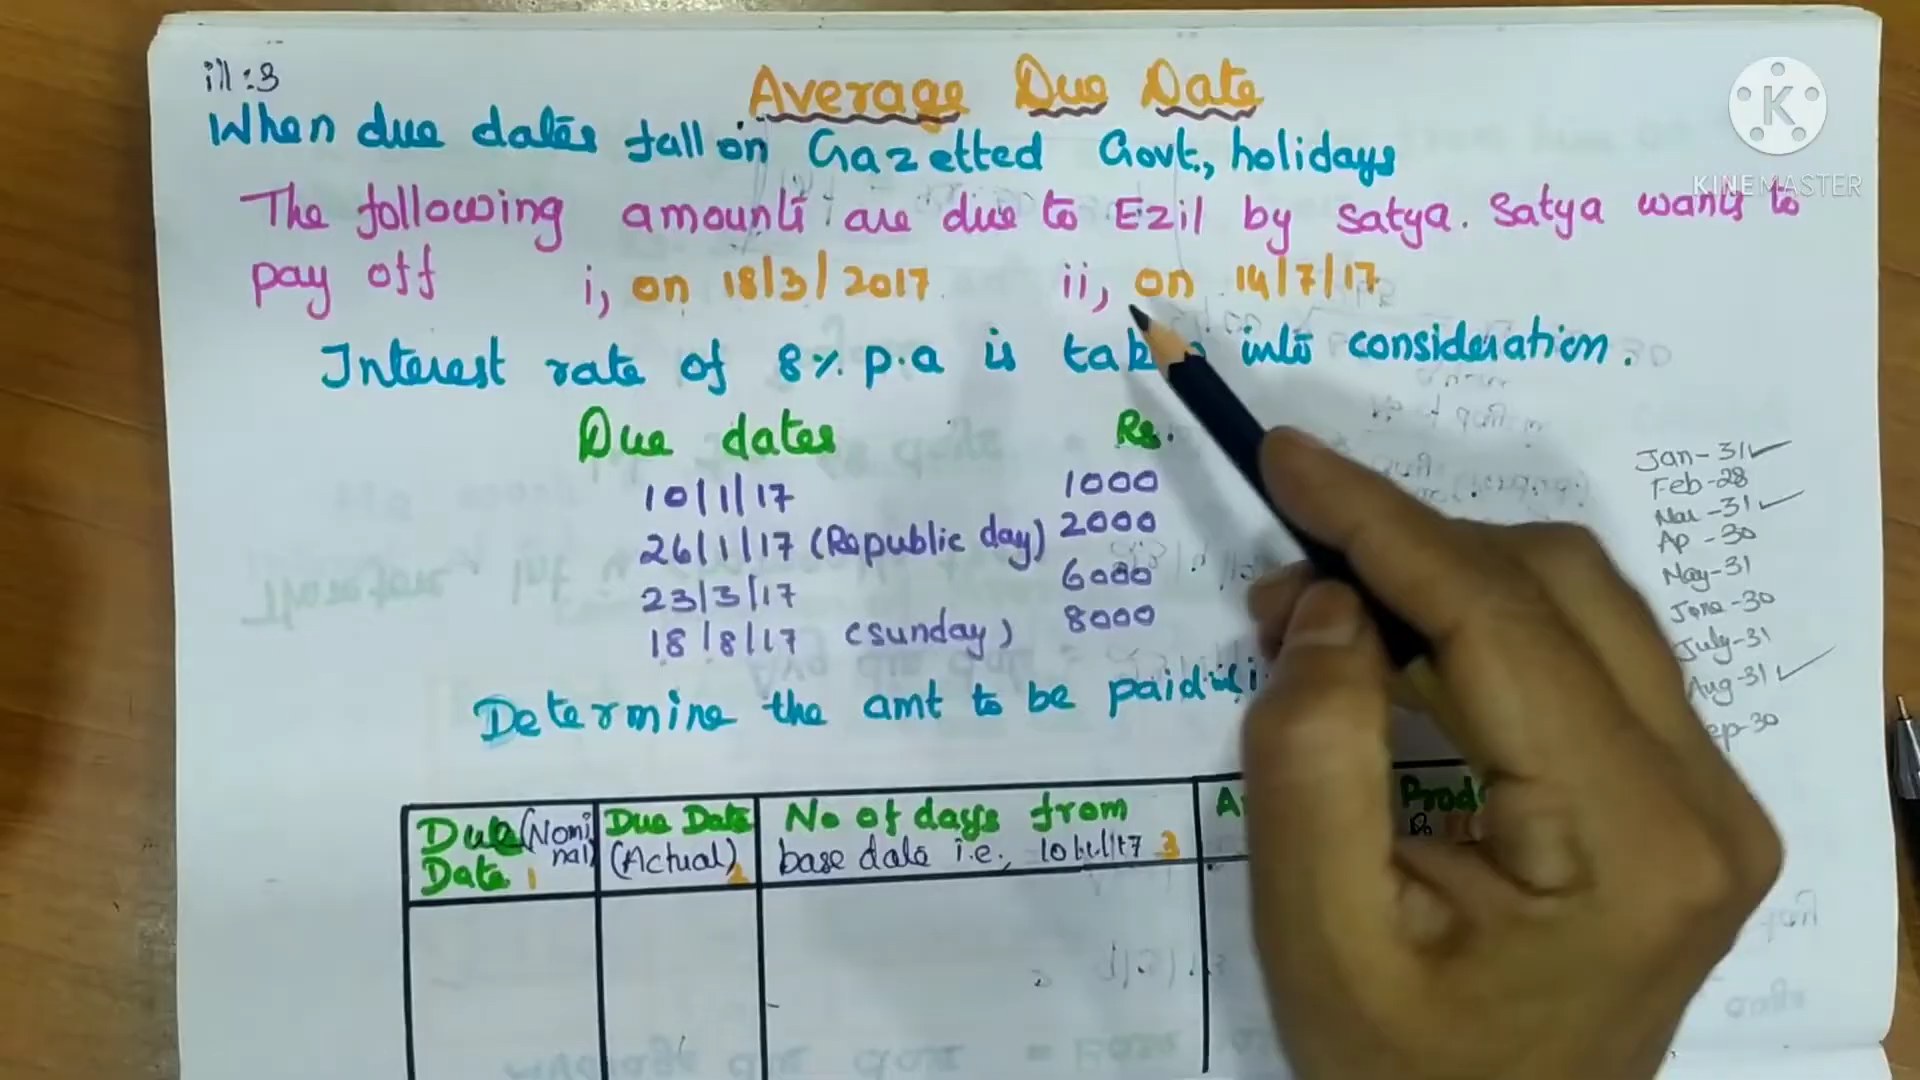 ill:3
Average Due Date
When due dates fall on Gazetted Govt., holidays
The following amounts are due to Ezil by Satya. Satya wants to
pay off i, on 18/3/2017 ii, on 14/7/17
Interest rate of 8% p.a is into consideration.
Due dates Rs.
10/1/17 1000
26/1/17 (Republic day) 2000
23/3/17 6000
18/8/17 (sunday) 8000
Determine the amt to be paid
Jan-31 ✓
Feb-28
Mar-31 ✓
Ap-30
May-31
June-30
July-31
Aug-31 ✓
Due (Nominal) Date 1
Due Date (Actual) 2
No of days from
base date i.e., 10/1/17 3
KINEMASTER